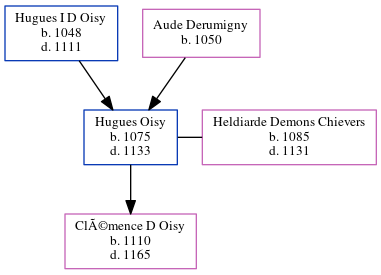 Hugues I D Oisy
b. 1048
d. 1111
Aude Derumigny
b. 1050
Hugues Oisy
b. 1075
d. 1133
Heldiarde Demons Chievers
b. 1085
d. 1131
ClÃ©mence D Oisy
b. 1110
d. 1165